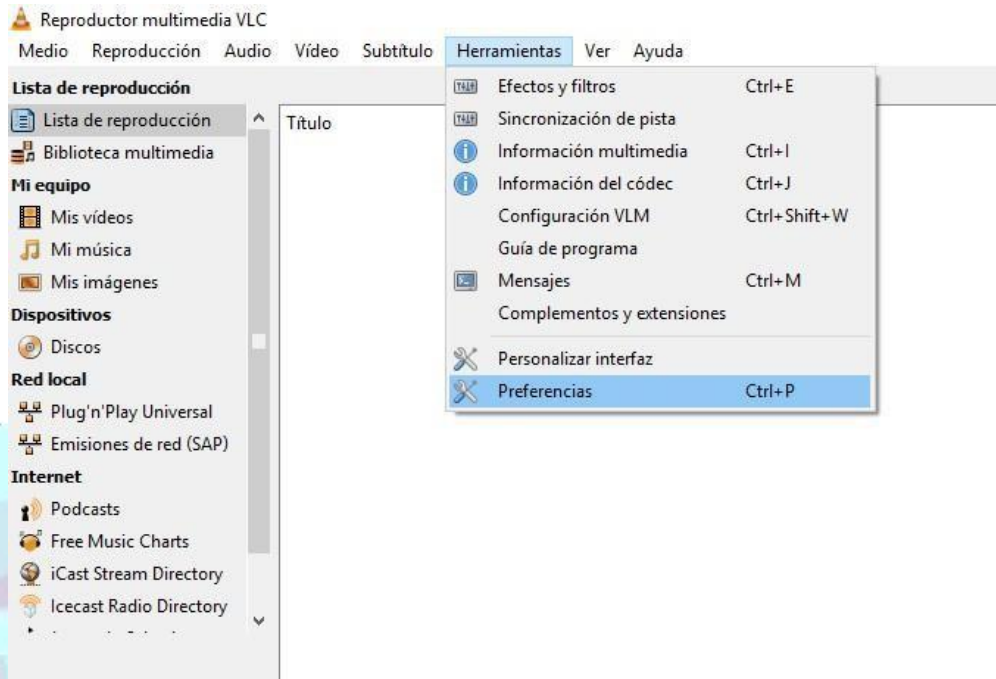 Reproductor multimedia VLC
Medio Reproducción Audio Vídeo Subtítulo Herramientas Ver Ayuda
Lista de reproducción
Lista de reproducción
Biblioteca multimedia
Mi equipo
Mis vídeos
Mi música
Mis imágenes
Dispositivos
Discos
Red local
Plug'n'Play Universal
Emisiones de red (SAP)
Internet
Podcasts
Free Music Charts
iCast Stream Directory
Icecast Radio Directory
Título
Efectos y filtros Ctrl+E
Sincronización de pista
Información multimedia Ctrl+I
Información del códec Ctrl+J
Configuración VLM Ctrl+Shift+W
Guía de programa
Mensajes Ctrl+M
Complementos y extensiones
Personalizar interfaz
Preferencias Ctrl+P